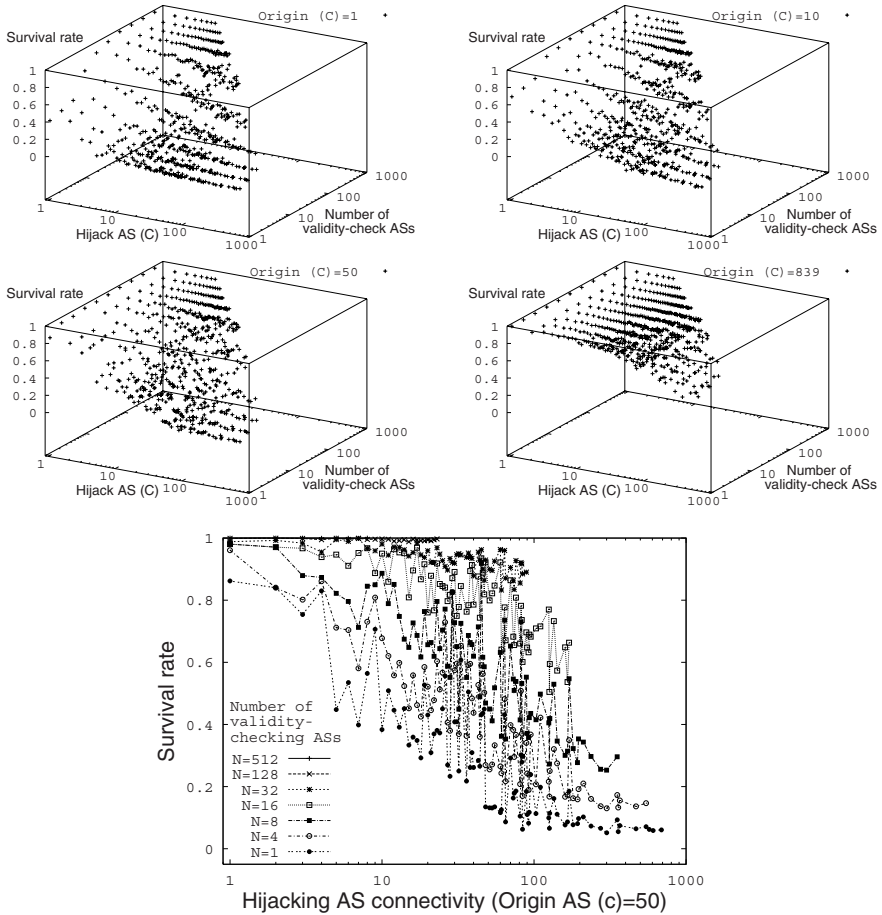 Origin (C)=1
Survival rate
1
0.8
0.6
0.4
0.2
0
1
10
100
1000
Hijack AS (C)
1
10
100
1000
Number of
validity-check ASs
Origin (C)=10
Survival rate
1
0.8
0.6
0.4
0.2
0
1
10
100
1000
Hijack AS (C)
1
10
100
1000
Number of
validity-check ASs
Origin (C)=50
Survival rate
1
0.8
0.6
0.4
0.2
0
1
10
100
1000
Hijack AS (C)
1
10
100
1000
Number of
validity-check ASs
Origin (C)=839
Survival rate
1
0.8
0.6
0.4
0.2
0
1
10
100
1000
Hijack AS (C)
1
10
100
1000
Number of
validity-check ASs
1
0.8
0.6
0.4
0.2
0
Survival rate
Number of
validity-
checking ASs
N=512
N=128
N=32
N=16
N=8
N=4
N=1
1
10
100
1000
Hijacking AS connectivity (Origin AS (c)=50)